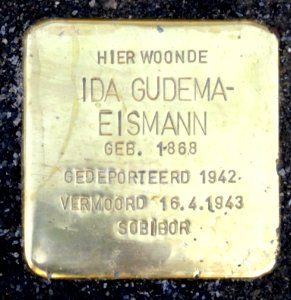 HIER WOONDE
IDA GUDEMA-
EISMANN
GEB. 1868
GEDEPORTEERD 1942
VERMOORD 16.4.1943
SOBIBOR